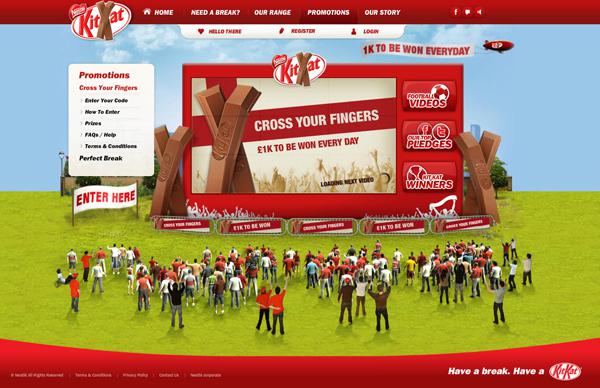 Nestlé
KitKat
HOME NEED A BREAK? OUR RANGE PROMOTIONS OUR STORY
HELLO THERE REGISTER LOGIN
1K TO BE WON EVERYDAY
Promotions
Cross Your Fingers
Enter Your Code
How To Enter
Prizes
FAQs / Help
Terms & Conditions
Perfect Break
ENTER HERE
KitKat
CROSS YOUR FINGERS
£1K TO BE WON EVERY DAY
LOADING NEXT VIDEO
FOOTBALL
VIDEOS
OUR TOP
PLEDGES
KITKAT
WINNERS
CROSS YOUR FINGERS £1K TO BE WON CROSS YOUR FINGERS £1K TO BE WON CROSS YOUR FINGERS
© Nestlé All Rights Reserved | Terms & Conditions | Privacy Policy | Contact Us | Nestlé corporate
Have a break. Have a KitKat